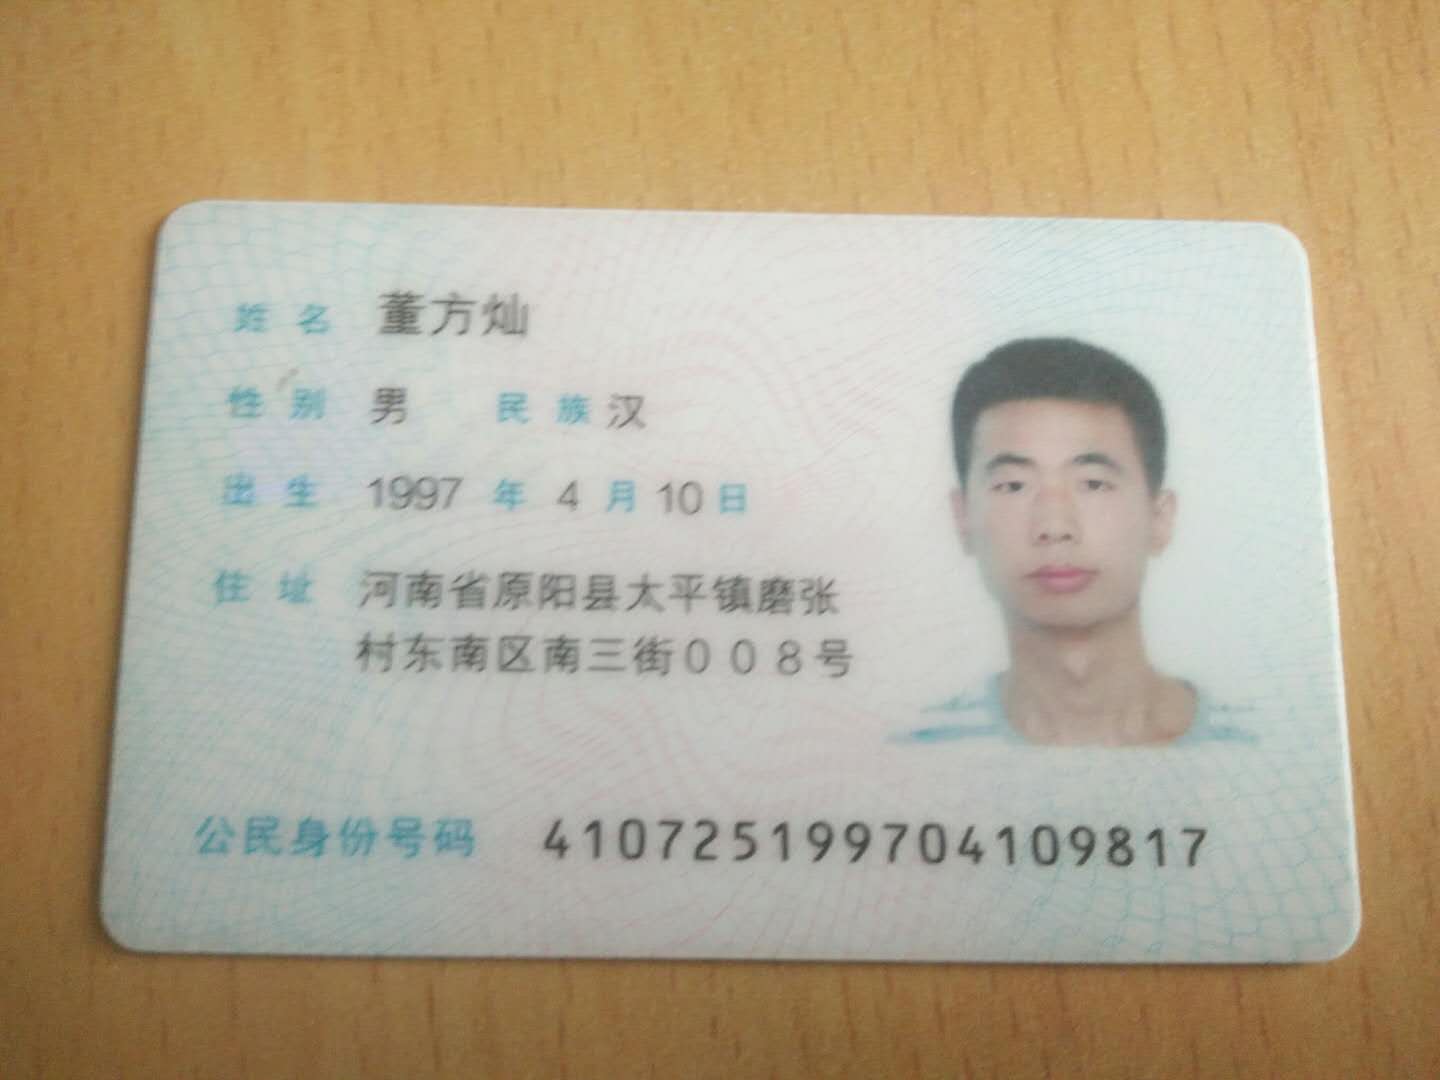 姓名 董方灿
性别 男 民族 汉
出生 1997 年 4 月 10 日
住址 河南省原阳县太平镇磨张
村东南区南三街008号
公民身份号码 410725199704109817